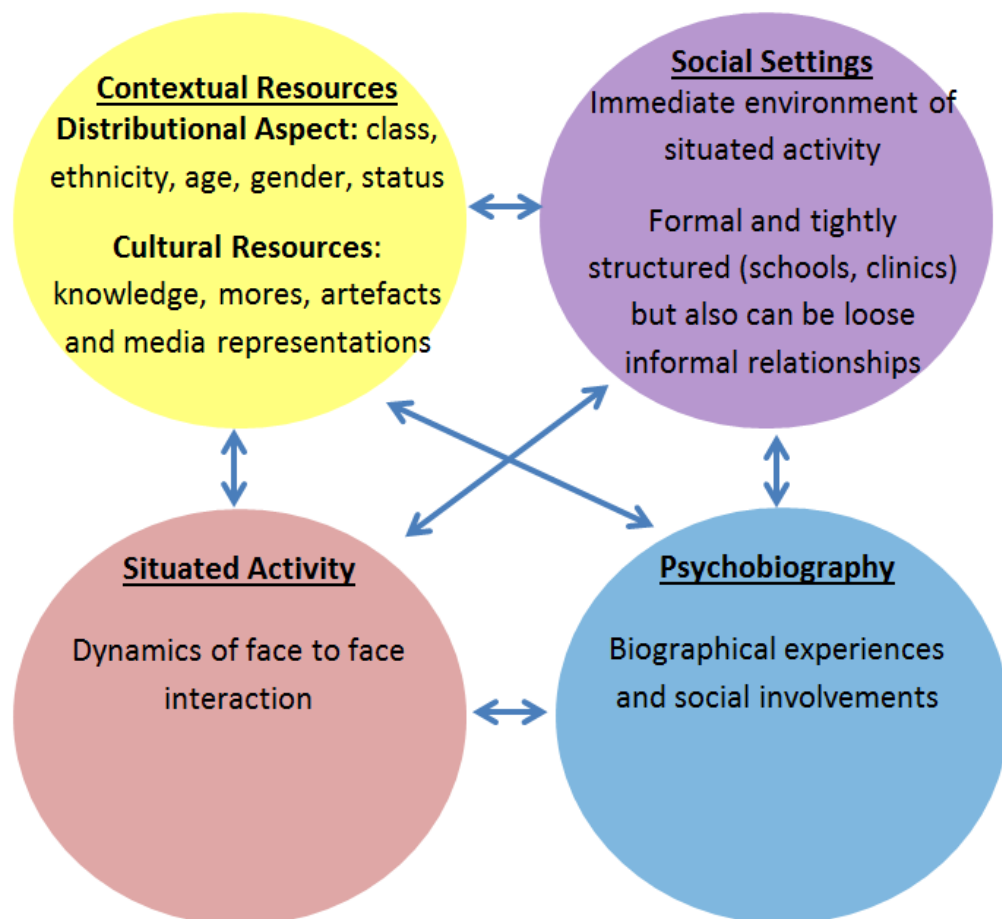 Contextual Resources
Distributional Aspect: class,
ethnicity, age, gender, status
Cultural Resources:
knowledge, mores, artefacts
and media representations
Social Settings
Immediate environment of
situated activity
Formal and tightly
structured (schools, clinics)
but also can be loose
informal relationships
Situated Activity
Dynamics of face to face
interaction
Psychobiography
Biographical experiences
and social involvements